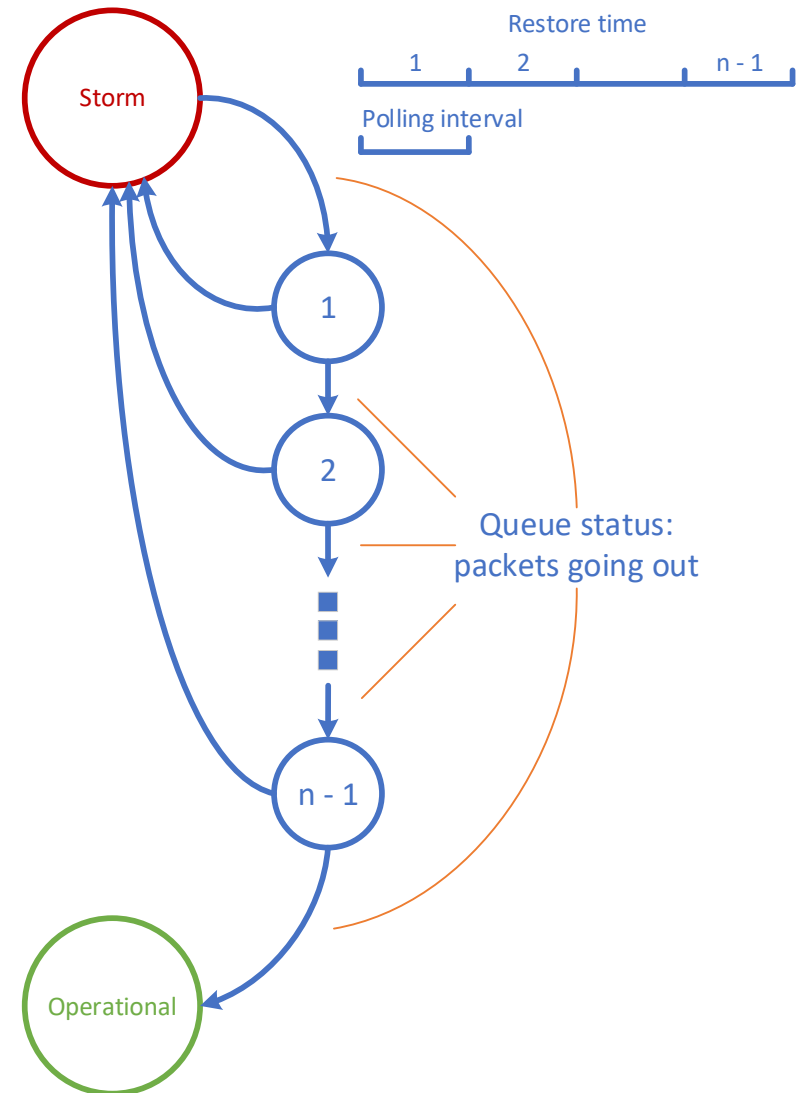 Restore time
1 2 n - 1
Storm
Polling interval
1
2
Queue status:
packets going out
n - 1
Operational